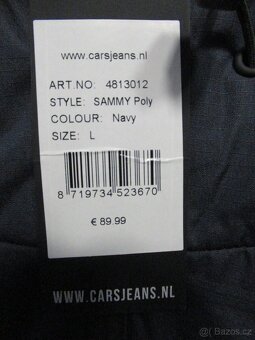 www.carsjeans.nl
ART.NO: 4813012
STYLE: SAMMY Poly
COLOUR: Navy
SIZE: L
8 719734 523670
€ 89.99
WWW.CARSJEANS.NL
Sbazoš.cz